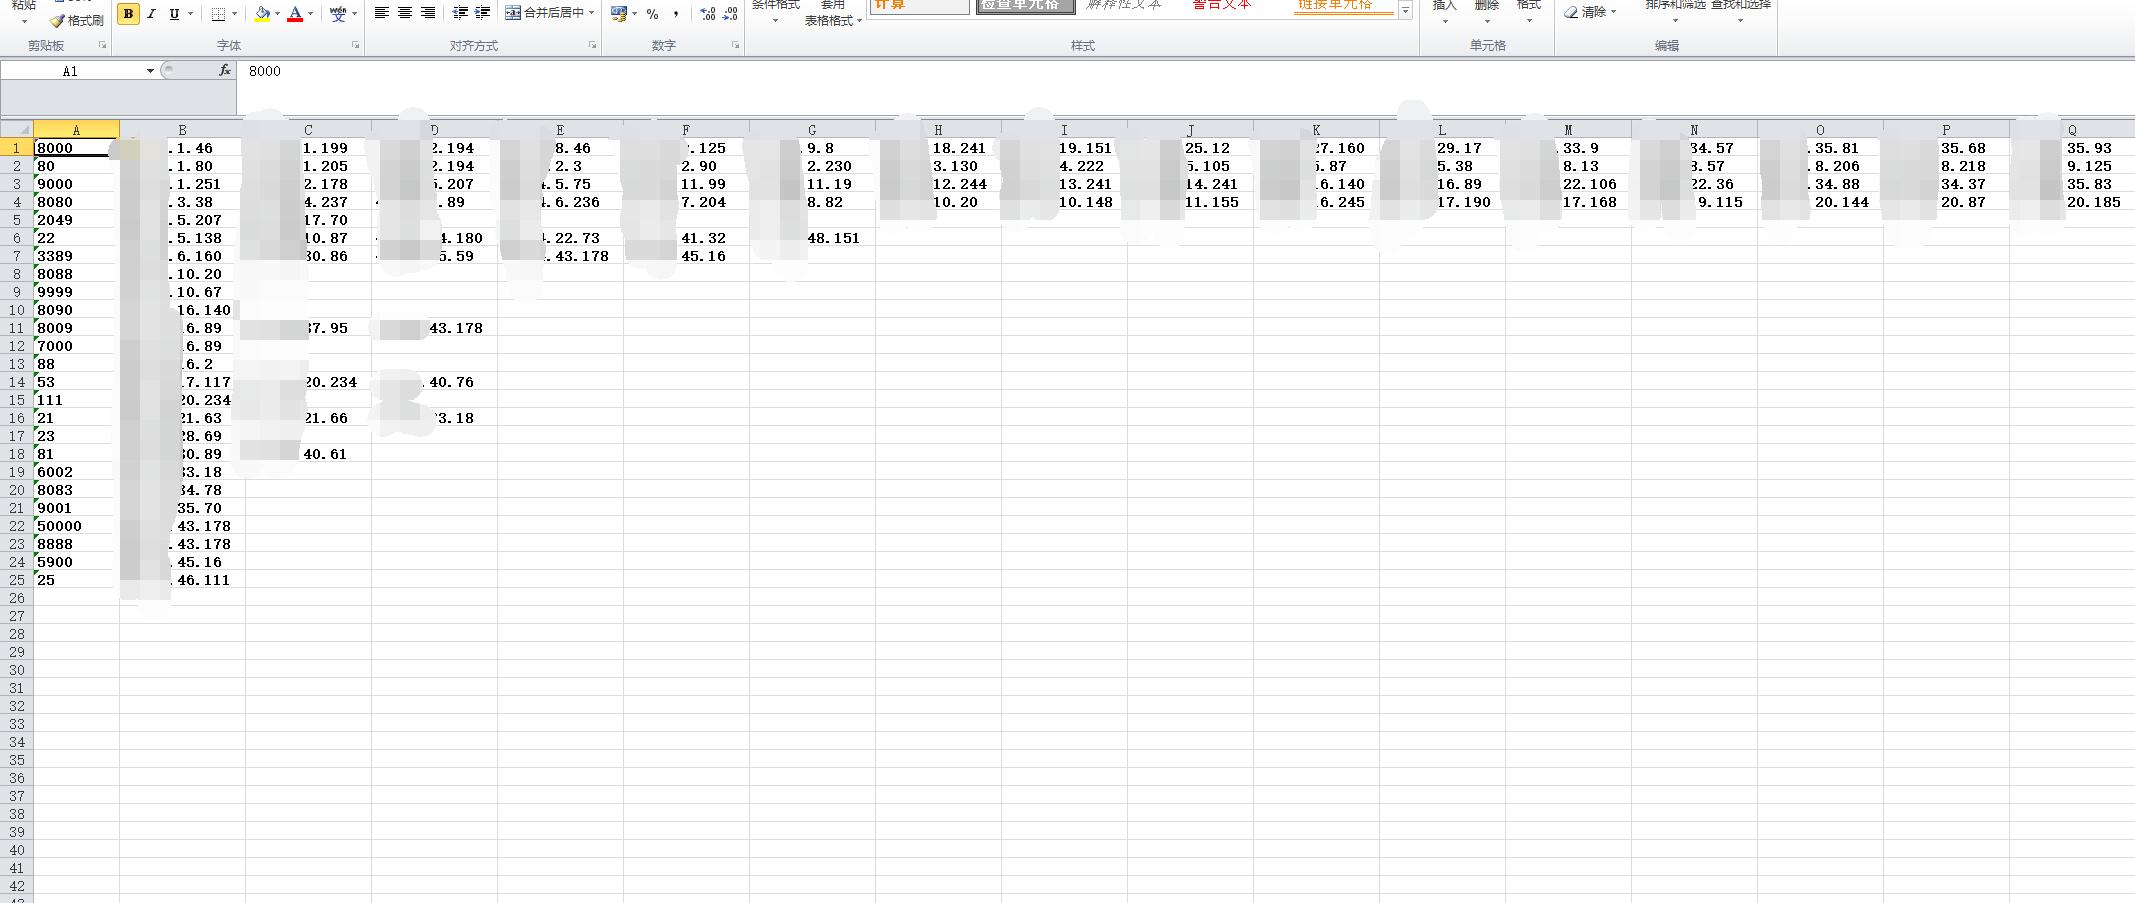 粘贴 格式刷 B I U 合并后居中 % , 条件格式 套用 计算 检查单元格 解释性文本 警告文本 链接单元格 插入 删除 格式 清除 排序和筛选 查找和选择
表格格式
剪贴板 字体 对齐方式 数字 样式 单元格 编辑
A1 fx 8000
A B C D E F G H I J K L M N O P Q
1 8000 .1.46 1.199 2.194 8.46 .125 9.8 18.241 19.151 25.12 27.160 29.17 .33.9 34.57 .35.81 35.68 35.93
2 80 .1.80 1.205 2.194 .2.3 2.90 2.230 3.130 4.222 5.105 5.87 5.38 8.13 8.57 .8.206 8.218 9.125
3 9000 .1.251 2.178 5.207 .5.75 11.99 11.19 12.244 13.241 14.241 16.140 16.89 22.106 22.36 .34.88 34.37 35.83
4 8080 .3.38 4.237 .89 .6.236 7.204 8.82 10.20 10.148 11.155 16.245 17.190 17.168 9.115 20.144 20.87 20.185
5 2049 .5.207 17.70
6 22 .5.138 10.87 4.180 .22.73 41.32 48.151
7 3389 .6.160 30.86 5.59 .43.178 45.16
8 8088 .10.20
9 9999 .10.67
10 8090 16.140
11 8009 16.89 37.95 43.178
12 7000 16.89
13 88 16.2
14 53 17.117 20.234 .40.76
15 111 20.234
16 21 21.63 21.66 3.18
17 23 28.69
18 81 30.89 40.61
19 6002 33.18
20 8083 34.78
21 9001 35.70
22 50000 43.178
23 8888 .43.178
24 5900 .45.16
25 25 .46.111
26
27
28
29
30
31
32
33
34
35
36
37
38
39
40
41
42